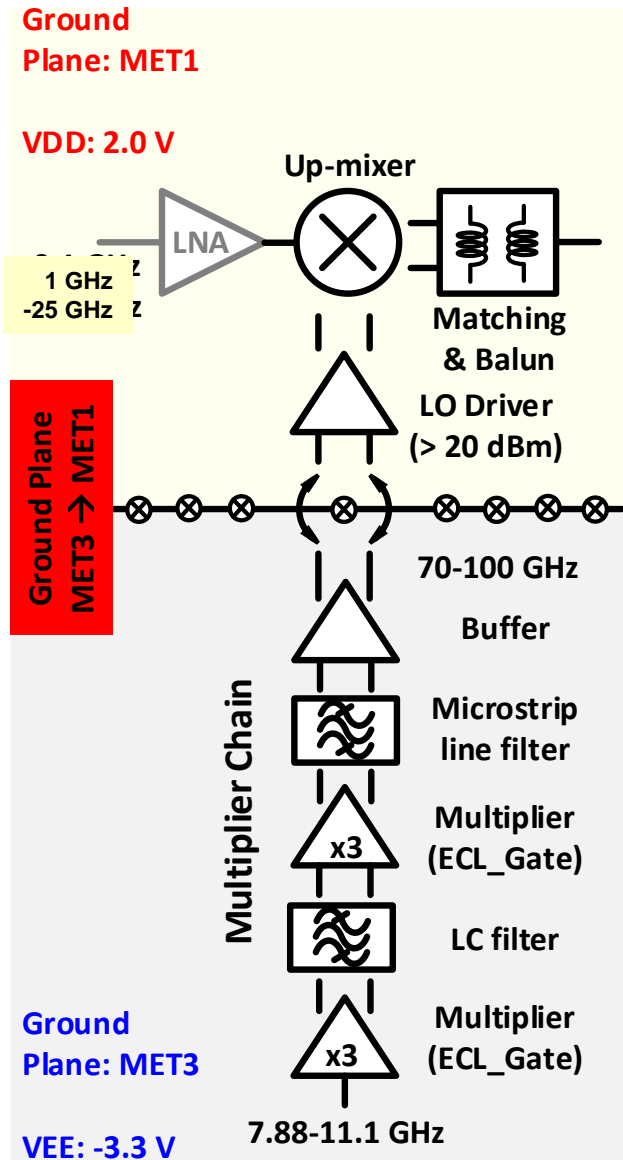 Ground
Plane: MET1
VDD: 2.0 V
Up-mixer
LNA
1 GHz
-25 GHz
Matching
& Balun
LO Driver
(> 20 dBm)
Ground Plane
MET3 → MET1
70-100 GHz
Buffer
Multiplier Chain
Microstrip
line filter
x3
Multiplier
(ECL_Gate)
LC filter
Ground
Plane: MET3
x3
Multiplier
(ECL_Gate)
VEE: -3.3 V
7.88-11.1 GHz